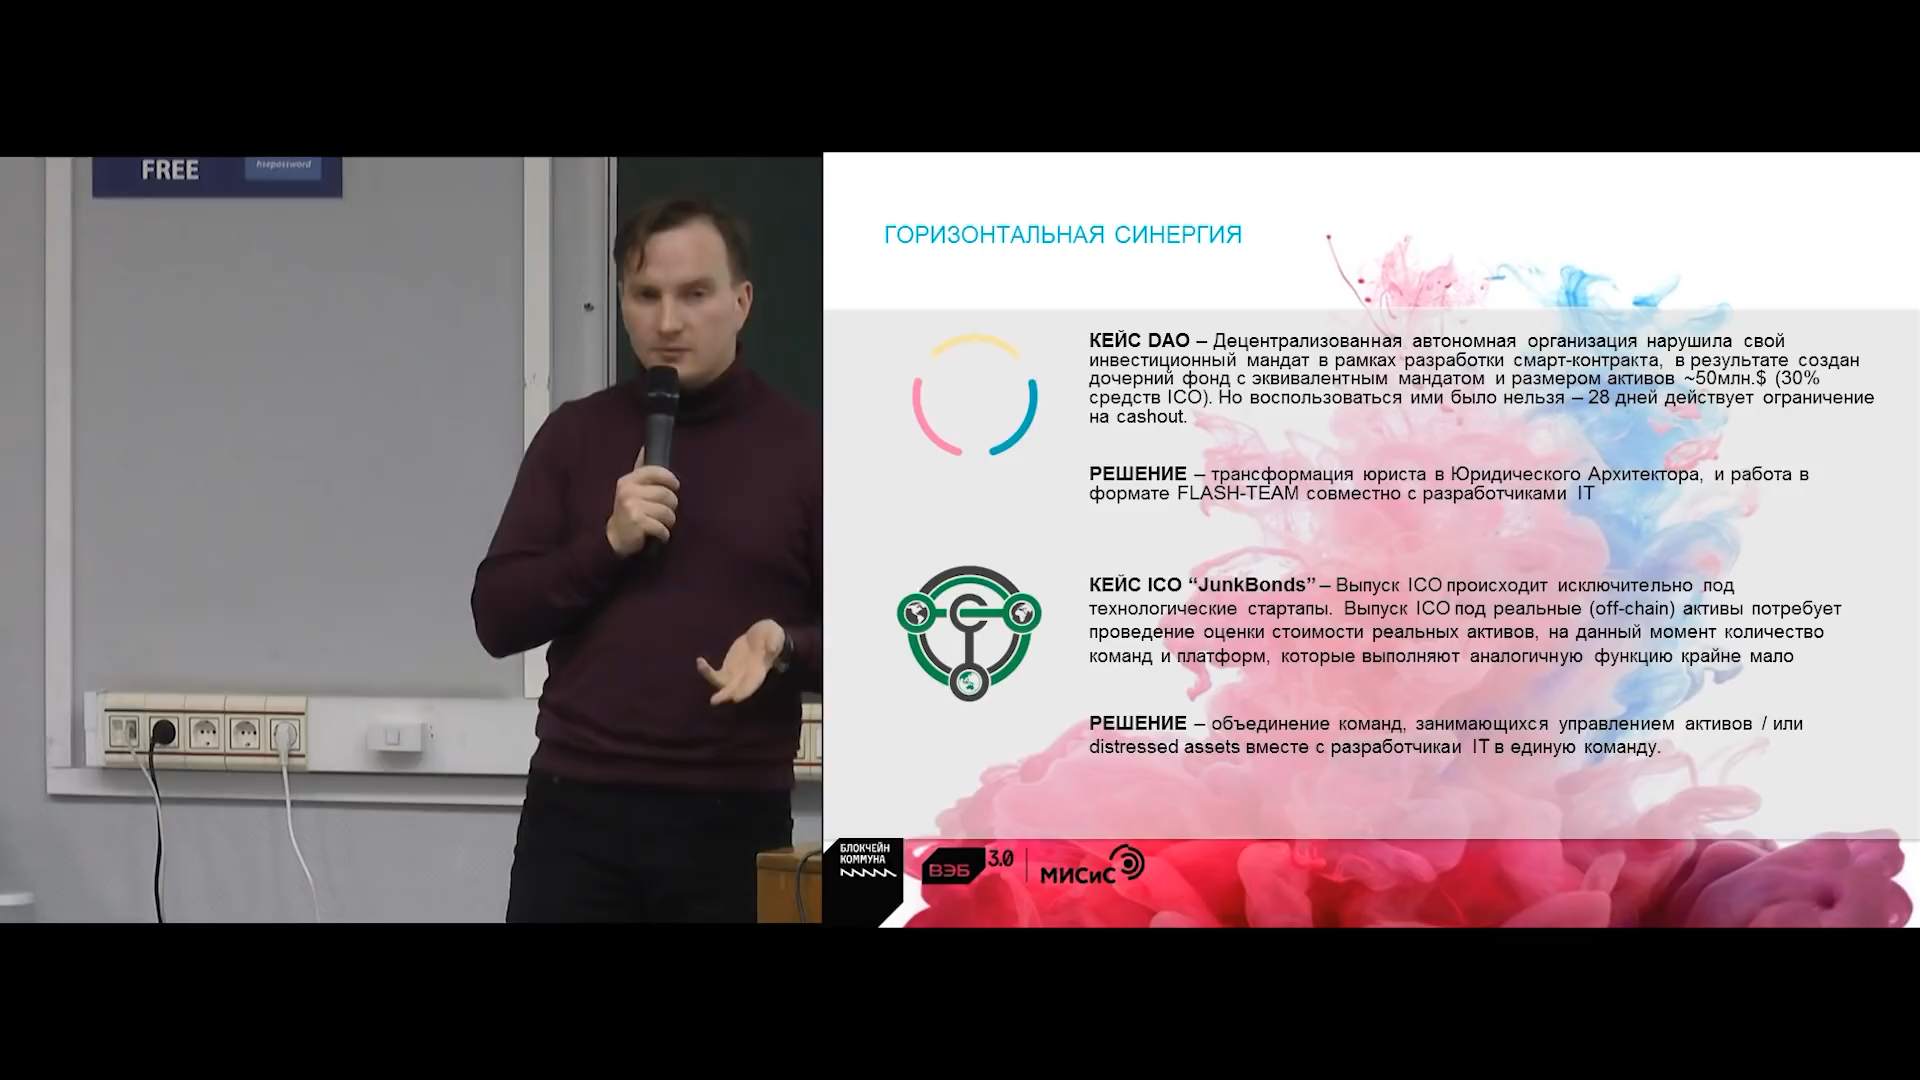 FREE
hsepassword
ГОРИЗОНТАЛЬНАЯ СИНЕРГИЯ
КЕЙС DAO – Децентрализованная автономная организация нарушила свой
инвестиционный мандат в рамках разработки смарт-контракта, в результате создан
дочерний фонд с эквивалентным мандатом и размером активов ~50млн.$ (30%
средств ICO). Но воспользоваться ими было нельзя – 28 дней действует ограничение
на cashout.
РЕШЕНИЕ – трансформация юриста в Юридического Архитектора, и работа в
формате FLASH-TEAM совместно с разработчиками IT
КЕЙС ICO “JunkBonds” – Выпуск ICO происходит исключительно под
технологические стартапы. Выпуск ICO под реальные (off-chain) активы потребует
проведение оценки стоимости реальных активов, на данный момент количество
команд и платформ, которые выполняют аналогичную функцию крайне мало
РЕШЕНИЕ – объединение команд, занимающихся управлением активов / или
distressed assets вместе с разработчикаи IT в единую команду.
БЛОКЧЕЙН
КОММУНА
ВЭБ 3.0
МИСиС